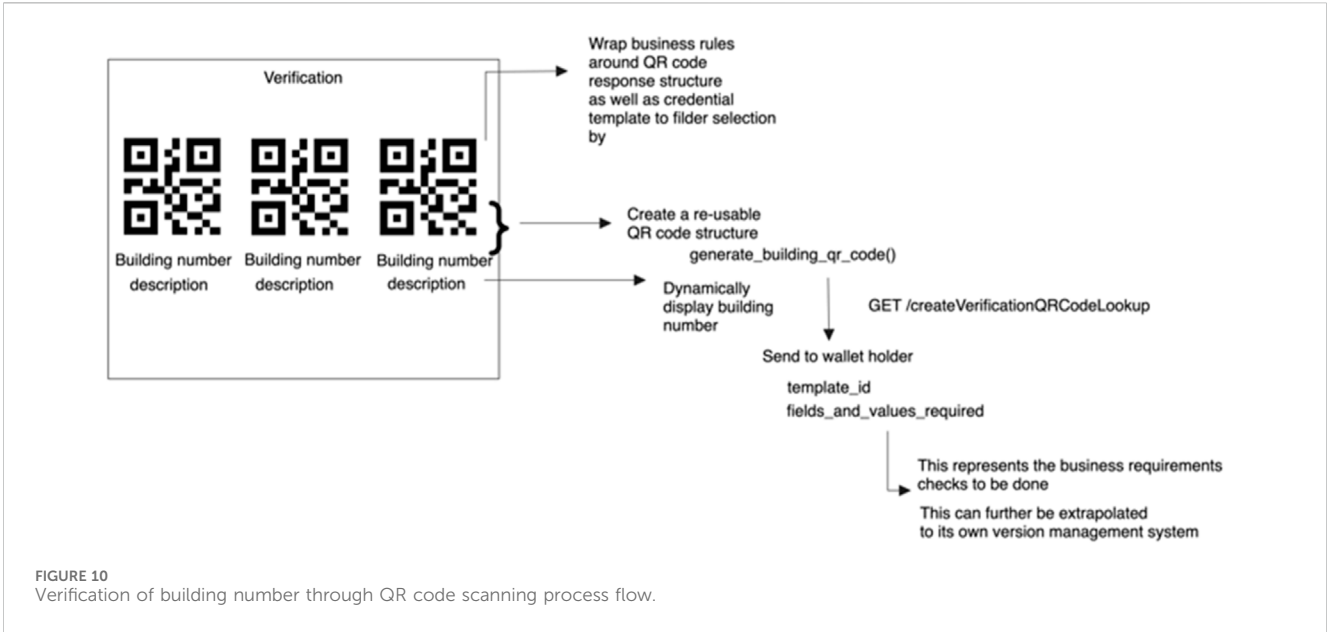 Verification
Building number
description
Building number
description
Building number
description
Wrap business rules
around QR code
response structure
as well as credential
template to filder selection
by
Create a re-usable
QR code structure
generate_building_qr_code()
Dynamically
display building
number
GET /createVerificationQRCodeLookup
Send to wallet holder
template_id
fields_and_values_required
This represents the business requirements
checks to be done
This can further be extrapolated
to its own version management system
FIGURE 10
Verification of building number through QR code scanning process flow.